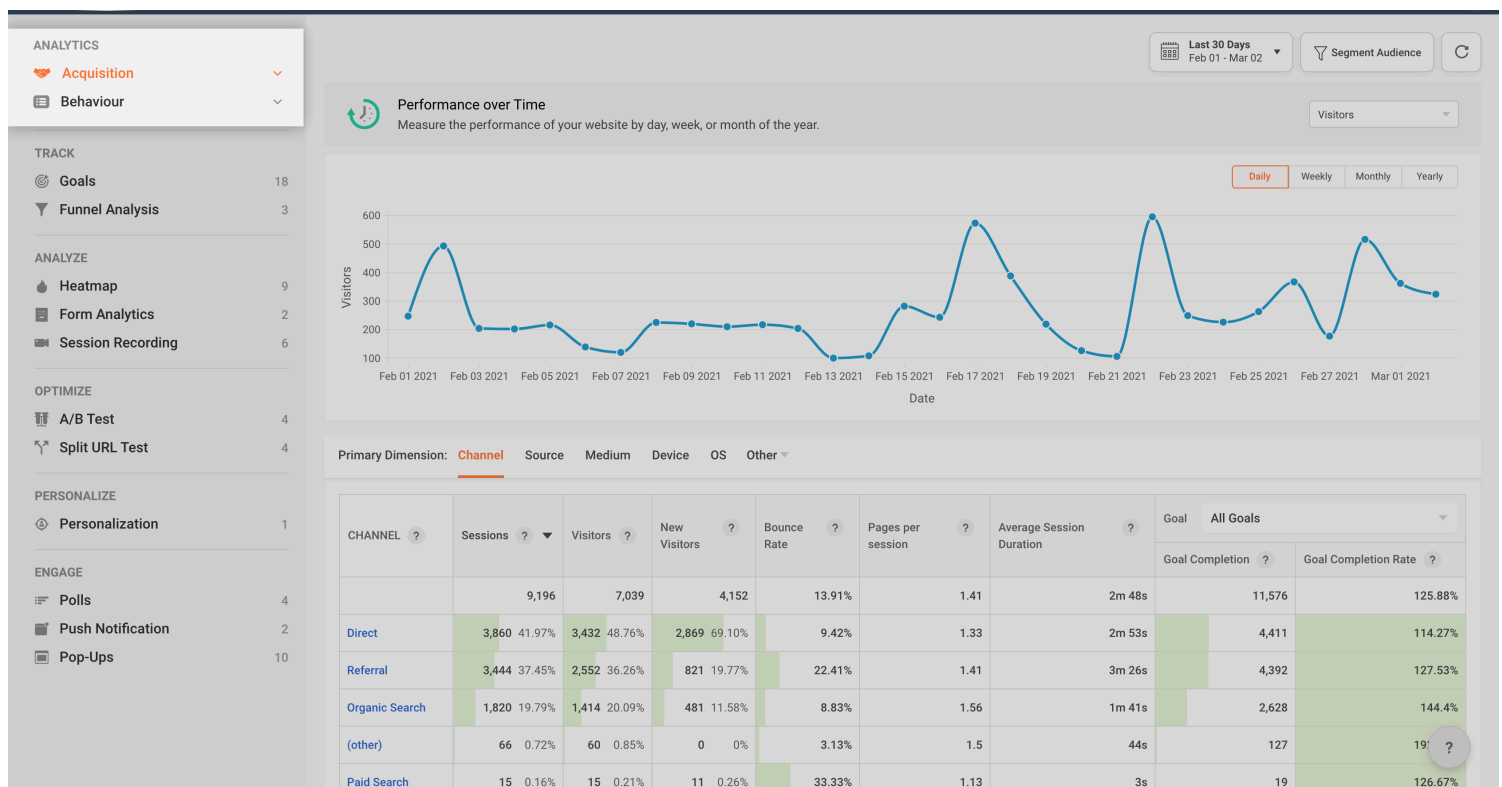 ANALYTICS
Acquisition
Behaviour
TRACK
Goals 18
Funnel Analysis 3
ANALYZE
Heatmap 9
Form Analytics 2
Session Recording 6
OPTIMIZE
A/B Test 4
Split URL Test 4
PERSONALIZE
Personalization 1
ENGAGE
Polls 4
Push Notification 2
Pop-Ups 10
Last 30 Days
Feb 01 - Mar 02
Segment Audience
Performance over Time
Measure the performance of your website by day, week, or month of the year.
Visitors
Daily Weekly Monthly Yearly
Visitors
600
500
400
300
200
100
Feb 01 2021 Feb 03 2021 Feb 05 2021 Feb 07 2021 Feb 09 2021 Feb 11 2021 Feb 13 2021 Feb 15 2021 Feb 17 2021 Feb 19 2021 Feb 21 2021 Feb 23 2021 Feb 25 2021 Feb 27 2021 Mar 01 2021
Date
Primary Dimension: Channel Source Medium Device OS Other
CHANNEL ? Sessions ? Visitors ? New Visitors ? Bounce Rate ? Pages per session ? Average Session Duration ? Goal All Goals
Goal Completion ? Goal Completion Rate ?
9,196 7,039 4,152 13.91% 1.41 2m 48s 11,576 125.88%
Direct 3,860 41.97% 3,432 48.76% 2,869 69.10% 9.42% 1.33 2m 53s 4,411 114.27%
Referral 3,444 37.45% 2,552 36.26% 821 19.77% 22.41% 1.41 3m 26s 4,392 127.53%
Organic Search 1,820 19.79% 1,414 20.09% 481 11.58% 8.83% 1.56 1m 41s 2,628 144.4%
(other) 66 0.72% 60 0.85% 0 0% 3.13% 1.5 44s 127
?
Paid Search 15 0.16% 15 0.21% 11 0.26% 33.33% 1.13 3s 19 126.67%